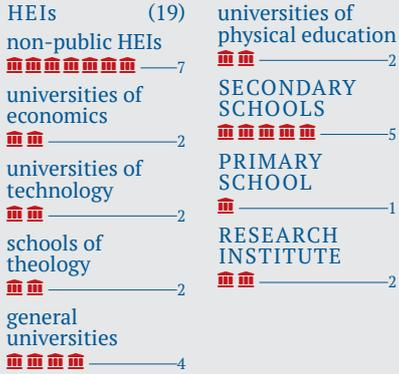 HEIs (19)
non-public HEIs
7
universities of
economics
2
universities of
technology
2
schools of
theology
2
general
universities
4
universities of
physical education
2
SECONDARY
SCHOOLS
5
PRIMARY
SCHOOL
1
RESEARCH
INSTITUTE
2